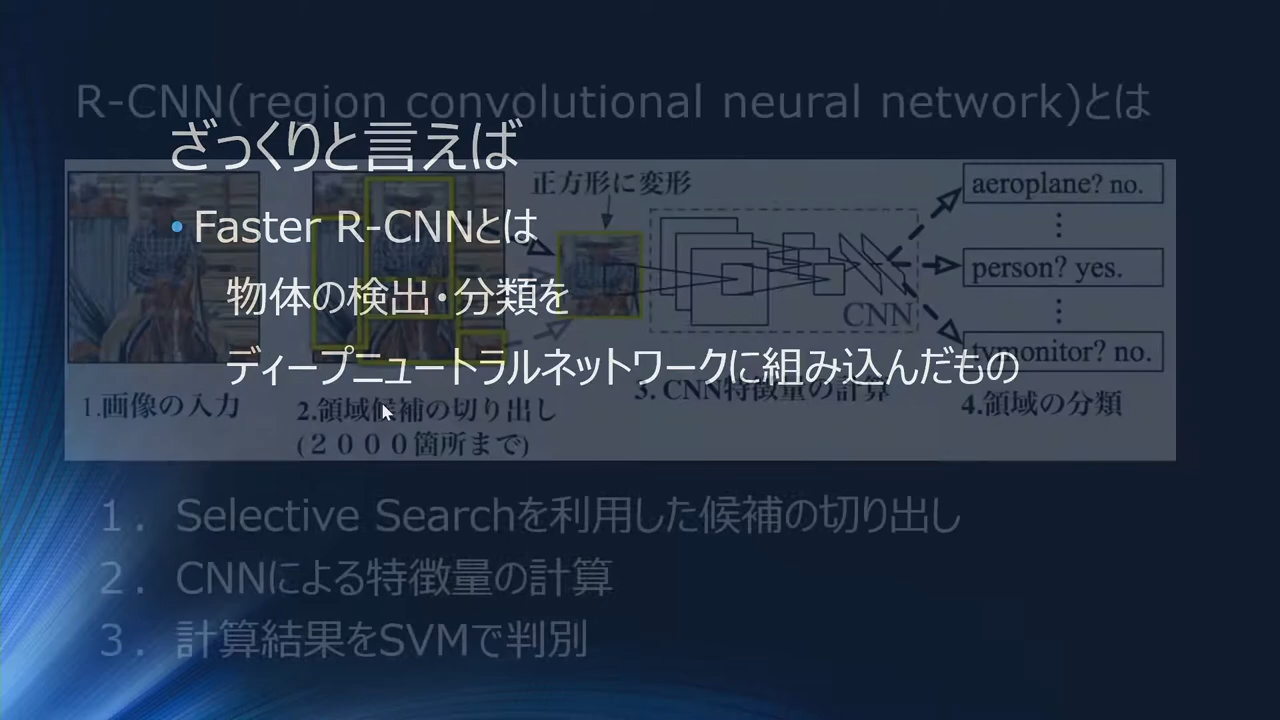 R-CNN(region convolutional neural network)とは
ざっくりと言えば
・Faster R-CNNとは
物体の検出・分類を
ディープニュートラルネットワークに組み込んだもの
正方形に変形
aeroplane? no.
person? yes.
tvmonitor? no.
CNN
1.画像の入力
2.領域候補の切り出し
(２０００箇所まで)
3. CNN特徴量の計算
4.領域の分類
１. Selective Searchを利用した候補の切り出し
２. CNNによる特徴量の計算
３. 計算結果をSVMで判別